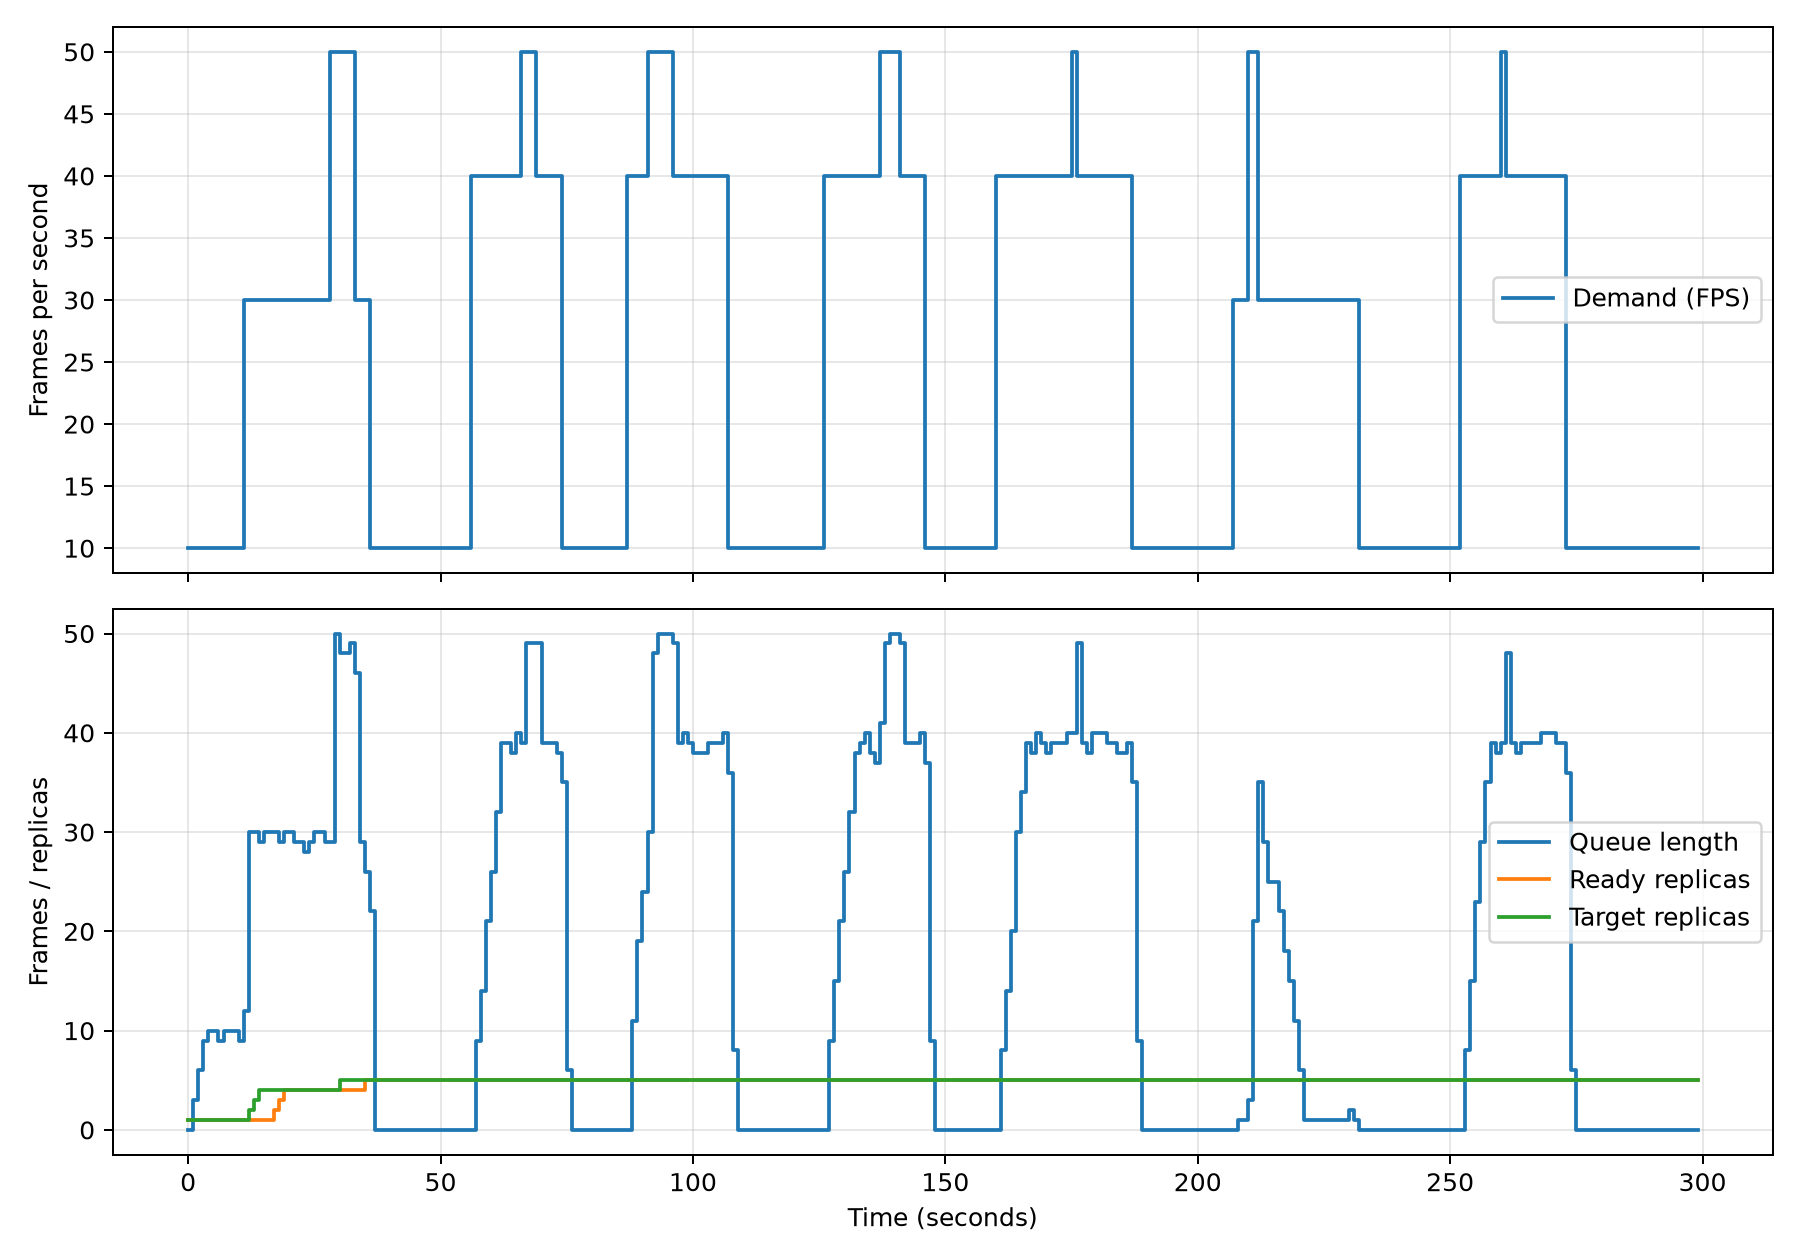 50
45
40
35
30
25
20
15
10
Frames per second
Demand (FPS)
50
40
30
20
10
0
Frames / replicas
Queue length
Ready replicas
Target replicas
0 50 100 150 200 250 300
Time (seconds)